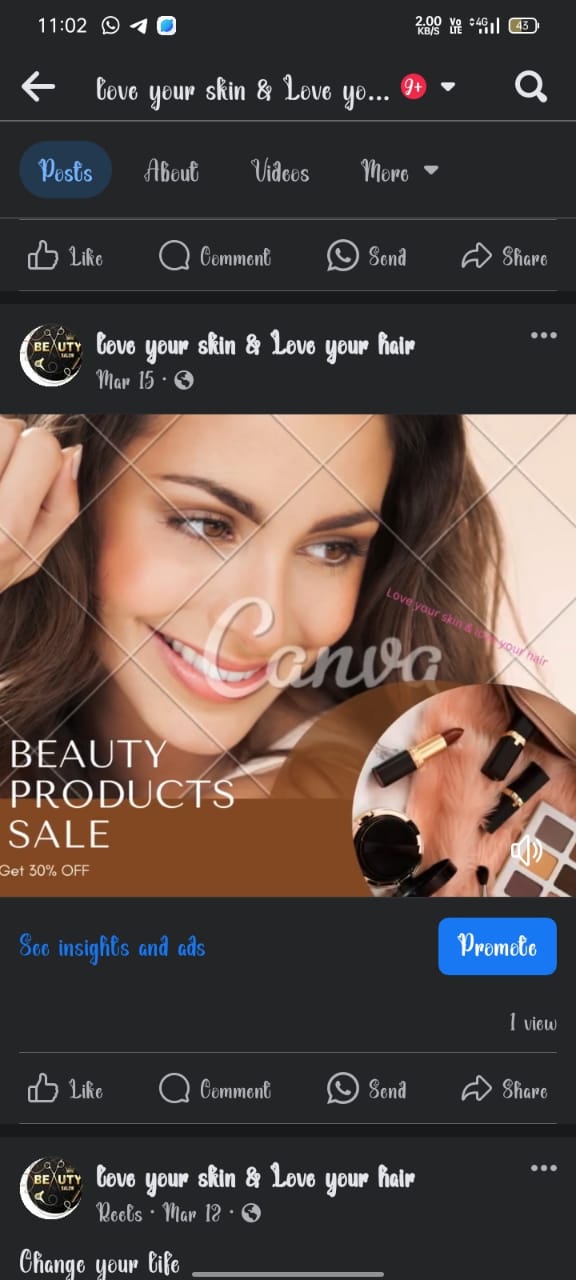 11:02
2.00 KB/S
Vo LTE
4G
43
Love your skin & Love yo...
9+
Posts
About
Videos
More
Like
Comment
Send
Share
BEAUTY
SALON
Love your skin & Love your hair
Mar 15 ·
Love your skin & love your hair
Canva
BEAUTY
PRODUCTS
SALE
Get 30% OFF
See insights and ads
Promote
1 view
Like
Comment
Send
Share
BEAUTY
SALON
Love your skin & Love your hair
Reels · Mar 12 ·
Change your life